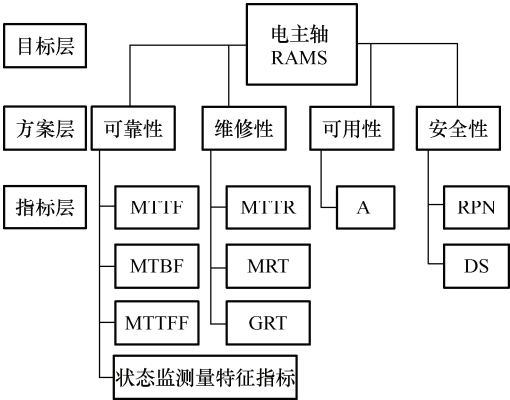 目标层
电主轴
RAMS
方案层
可靠性
维修性
可用性
安全性
指标层
MTTF
MTTR
A
RPN
MTBF
MRT
DS
MTTFF
GRT
状态监测量特征指标